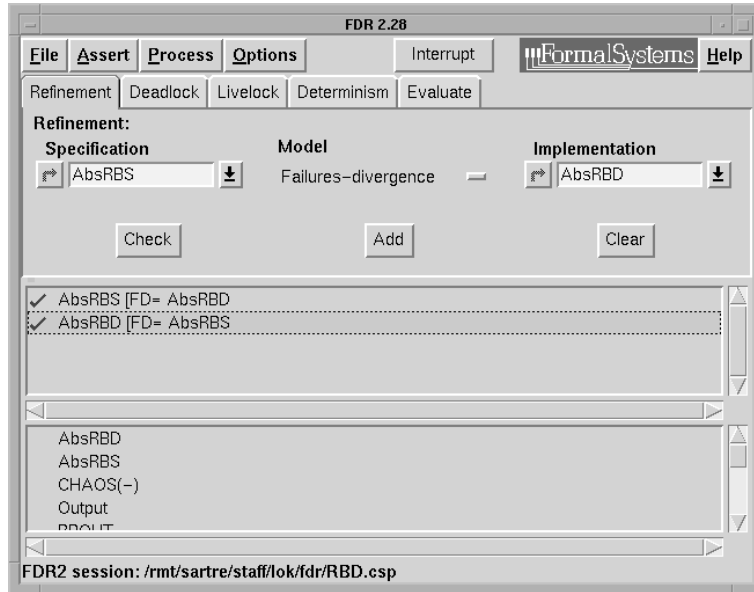 FDR 2.28
File Assert Process Options Interrupt FormalSystems Help
Refinement Deadlock Livelock Determinism Evaluate
Refinement:
Specification Model Implementation
AbsRBS Failures-divergence AbsRBD
Check Add Clear
AbsRBS [FD= AbsRBD
AbsRBD [FD= AbsRBS
AbsRBD
AbsRBS
CHAOS(-)
Output
FDR2 session: /rmt/sartre/staff/lok/fdr/RBD.csp